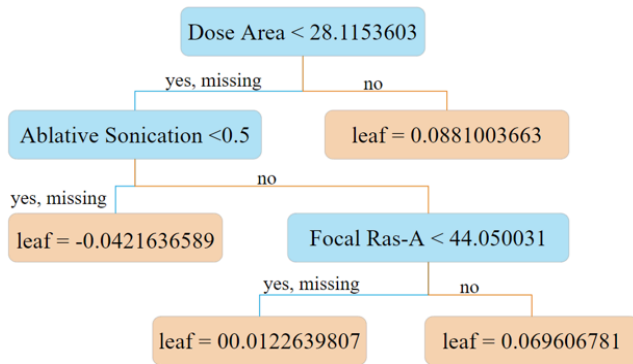 Dose Area < 28.1153603
yes, missing
no
Ablative Sonication <0.5
leaf = 0.0881003663
yes, missing
no
leaf = -0.0421636589
Focal Ras-A < 44.050031
yes, missing
no
leaf = 00.0122639807
leaf = 0.069606781